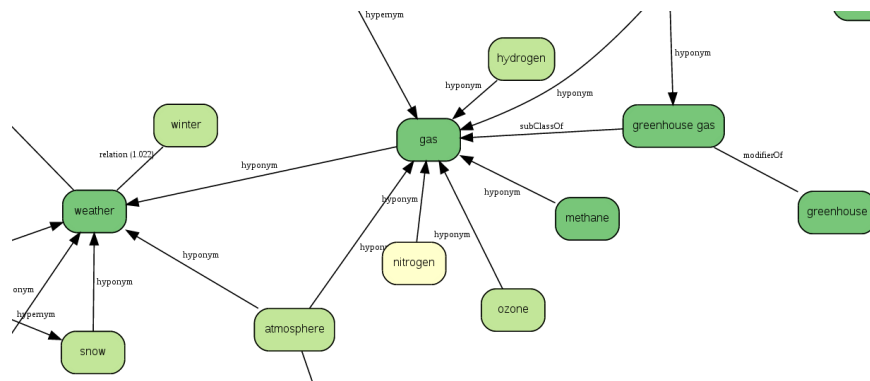 hypernym
hydrogen
hyponym
hyponym
hyponym
winter
gas
subClassOf
greenhouse gas
relation (1.022)
hyponym
modifierOf
hyponym
hyponym
weather
methane
greenhouse
hyponym
hyponym
nitrogen
hyponym
hyponym
onym
ozone
hypernym
atmosphere
snow